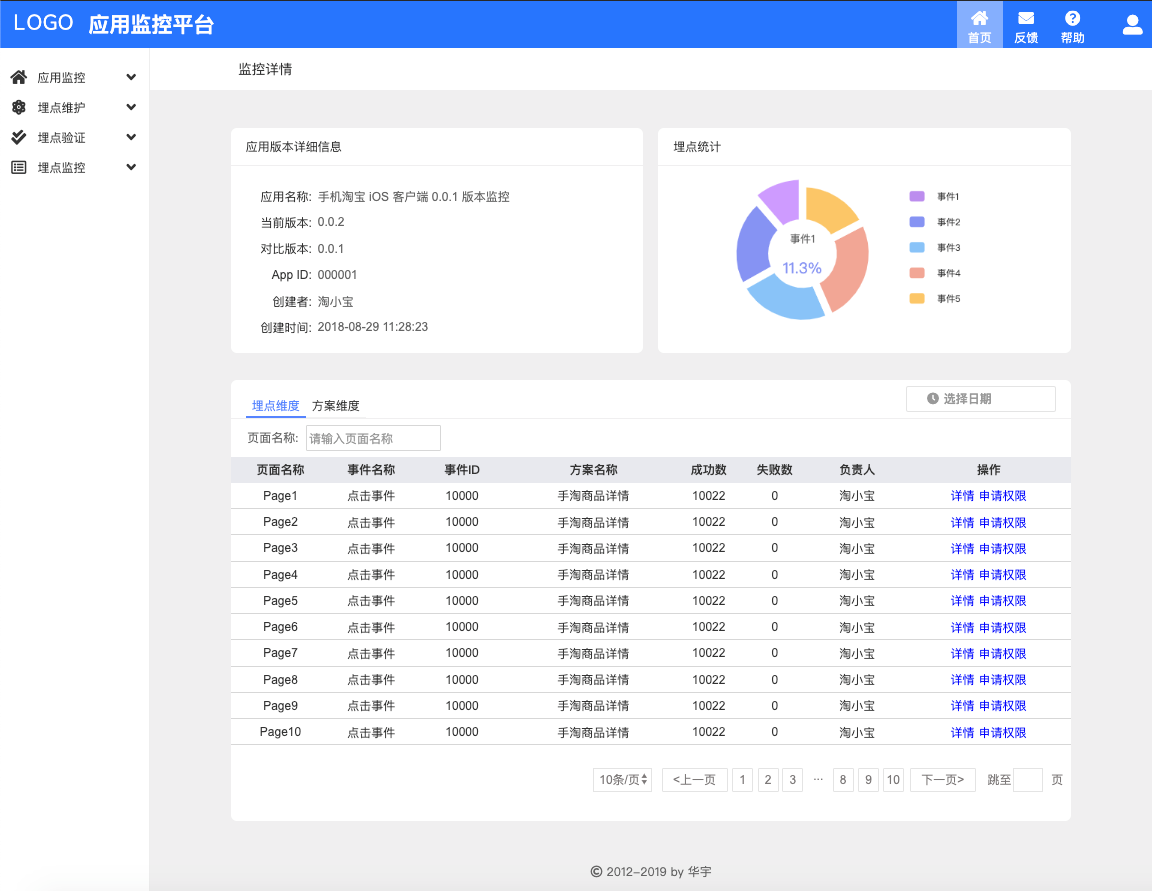 LOGO 应用监控平台
首页 反馈 帮助
应用监控
埋点维护
埋点验证
埋点监控
监控详情
应用版本详细信息
应用名称: 手机淘宝 iOS 客户端 0.0.1 版本监控
当前版本: 0.0.2
对比版本: 0.0.1
App ID: 000001
创建者: 淘小宝
创建时间: 2018-08-29 11:28:23
埋点统计
事件1
11.3%
事件1
事件2
事件3
事件4
事件5
埋点维度 方案维度
选择日期
页面名称: 请输入页面名称
页面名称 事件名称 事件ID 方案名称 成功数 失败数 负责人 操作
Page1 点击事件 10000 手淘商品详情 10022 0 淘小宝 详情 申请权限
Page2 点击事件 10000 手淘商品详情 10022 0 淘小宝 详情 申请权限
Page3 点击事件 10000 手淘商品详情 10022 0 淘小宝 详情 申请权限
Page4 点击事件 10000 手淘商品详情 10022 0 淘小宝 详情 申请权限
Page5 点击事件 10000 手淘商品详情 10022 0 淘小宝 详情 申请权限
Page6 点击事件 10000 手淘商品详情 10022 0 淘小宝 详情 申请权限
Page7 点击事件 10000 手淘商品详情 10022 0 淘小宝 详情 申请权限
Page8 点击事件 10000 手淘商品详情 10022 0 淘小宝 详情 申请权限
Page9 点击事件 10000 手淘商品详情 10022 0 淘小宝 详情 申请权限
Page10 点击事件 10000 手淘商品详情 10022 0 淘小宝 详情 申请权限
10条/页 <上一页 1 2 3 ... 8 9 10 下一页> 跳至 页
© 2012-2019 by 华宇